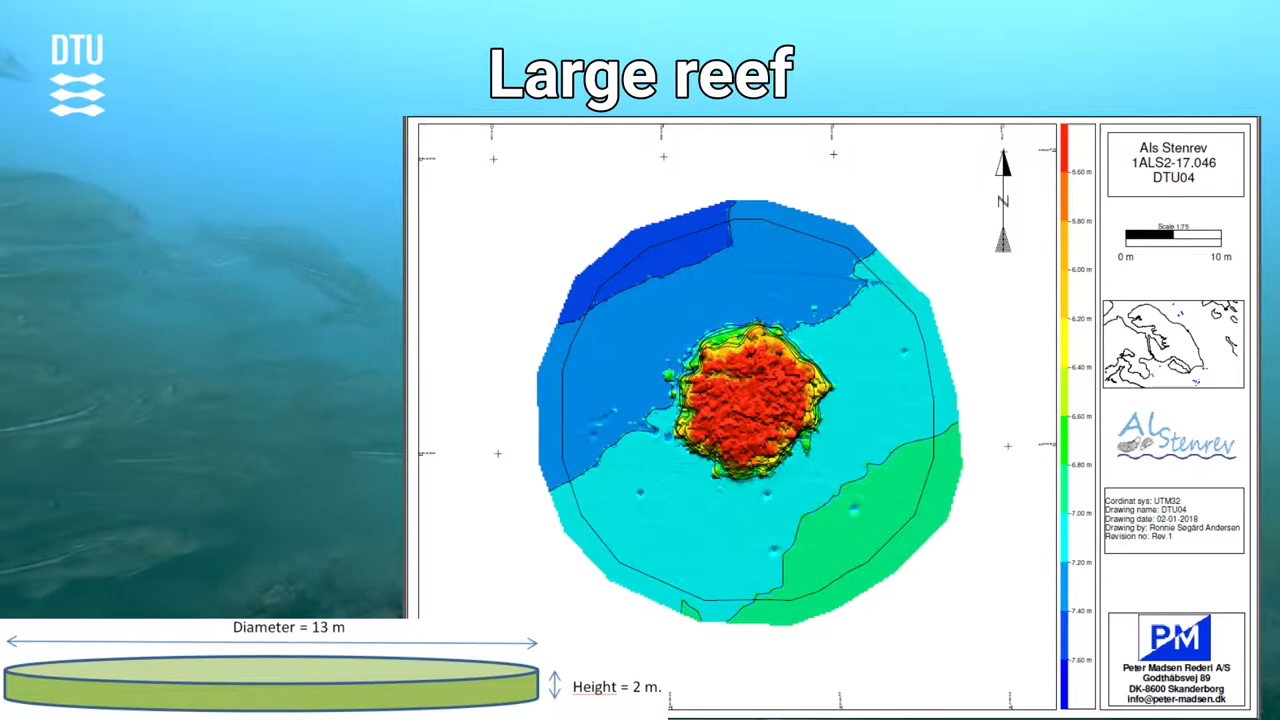 DTU
Large reef
N
-5.60 m
-5.80 m
-6.00 m
-6.20 m
-6.40 m
-6.60 m
-6.80 m
-7.00 m
-7.20 m
-7.40 m
-7.60 m
Als Stenrev
1ALS2-17.046
DTU04
Scale 1:75
0 m 10 m
Als Stenrev
Cordinat sys: UTM32
Drawing name: DTU04
Drawing date: 02-01-2018
Drawing by: Ronnie Søgård Andersen
Revision no: Rev.1
PM
Peter Madsen Rederi A/S
Godthåbsvej 89
DK-8600 Skanderborg
info@peter-madsen.dk
Diameter = 13 m
Height = 2 m.